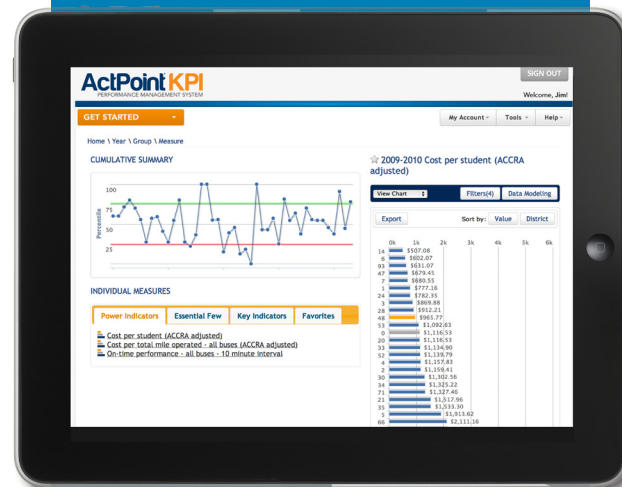 ActPoint KPI
PERFORMANCE MANAGEMENT SYSTEM
SIGN OUT
Welcome, Jim!
GET STARTED
My Account
Tools
Help
Home \ Year \ Group \ Measure
CUMULATIVE SUMMARY
Percentile
100
75
50
25
INDIVIDUAL MEASURES
Power Indicators
Essential Few
Key Indicators
Favorites
Cost per student (ACCRA adjusted)
Cost per total mile operated - all buses (ACCRA adjusted)
On-time performance - all buses - 10 minute interval
2009-2010 Cost per student (ACCRA
adjusted)
View Chart
Filters(4)
Data Modeling
Export
Sort by:
Value
District
0k 1k 2k 3k 4k 5k 6k
14 $507.08
6 $602.07
93 $631.07
47 $679.45
7 $680.55
1 $777.16
24 $782.35
3 $869.88
28 $912.21
48 $965.77
53 $1,092.63
0 $1,116.53
20 $1,116.53
33 $1,134.90
52 $1,139.79
4 $1,157.83
2 $1,159.41
30 $1,302.56
34 $1,325.22
71 $1,327.46
21 $1,517.96
35 $1,533.30
5 $1,913.62
66 $2,111.16